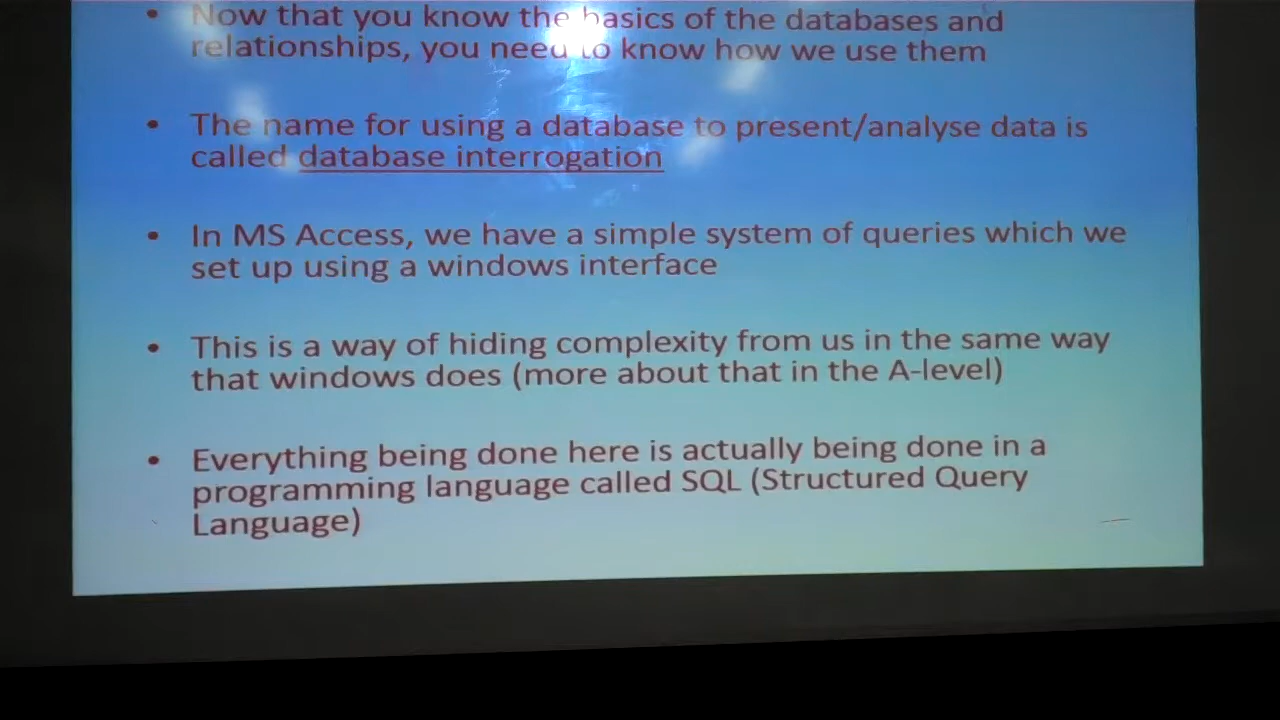 • Now that you know the basics of the databases and
relationships, you need to know how we use them
• The name for using a database to present/analyse data is
called database interrogation
• In MS Access, we have a simple system of queries which we
set up using a windows interface
• This is a way of hiding complexity from us in the same way
that windows does (more about that in the A-level)
• Everything being done here is actually being done in a
programming language called SQL (Structured Query
Language)